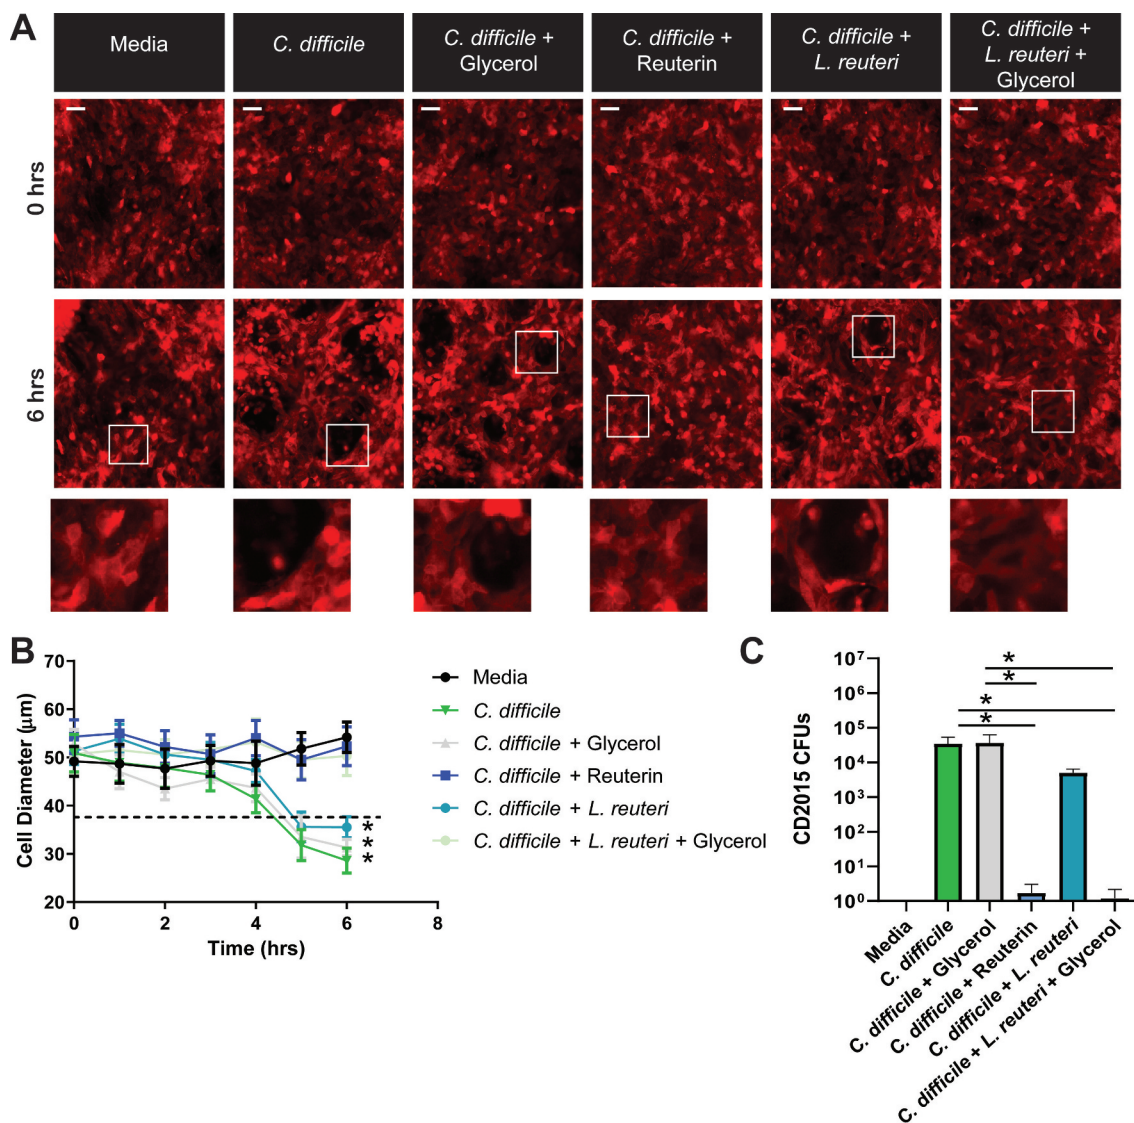 A
Media
C. difficile
C. difficile +
Glycerol
C. difficile +
Reuterin
C. difficile +
L. reuteri
C. difficile +
L. reuteri +
Glycerol
0 hrs
6 hrs
B
Cell Diameter (μm)
70
60
50
40
30
20
0
2
4
6
8
Time (hrs)
*
*
*
Media
C. difficile
C. difficile + Glycerol
C. difficile + Reuterin
C. difficile + L. reuteri
C. difficile + L. reuteri + Glycerol
C
CD2015 CFUs
10⁷
10⁶
10⁵
10⁴
10³
10²
10¹
10⁰
*
*
*
*
Media
C. difficile
C. difficile + Glycerol
C. difficile + Reuterin
C. difficile + L. reuteri
C. difficile + L. reuteri + Glycerol